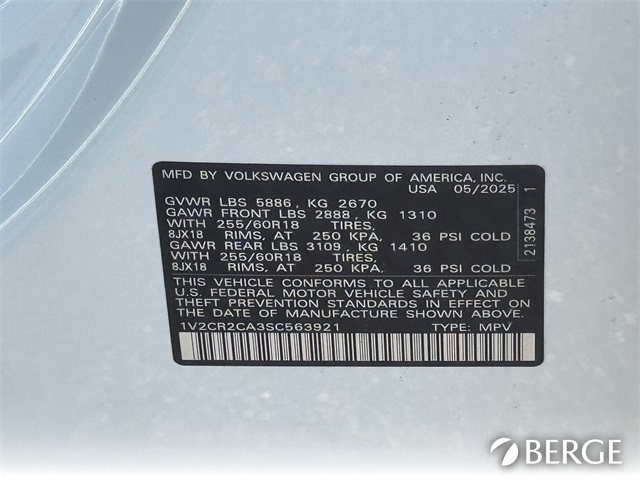 MFD BY VOLKSWAGEN GROUP OF AMERICA, INC.
USA 05/2025
GVWR LBS 5886, KG 2670
GAWR FRONT LBS 2888, KG 1310
WITH 255/60R18 TIRES,
8JX18 RIMS, AT 250 KPA, 36 PSI COLD
GAWR REAR LBS 3109, KG 1410
WITH 255/60R18 TIRES,
8JX18 RIMS, AT 250 KPA, 36 PSI COLD
THIS VEHICLE CONFORMS TO ALL APPLICABLE
U.S. FEDERAL MOTOR VEHICLE SAFETY AND
THEFT PREVENTION STANDARDS IN EFFECT ON
THE DATE OF MANUFACTURE SHOWN ABOVE.
1V2CR2CA3SC563921 TYPE: MPV
2138473 1
BERGE